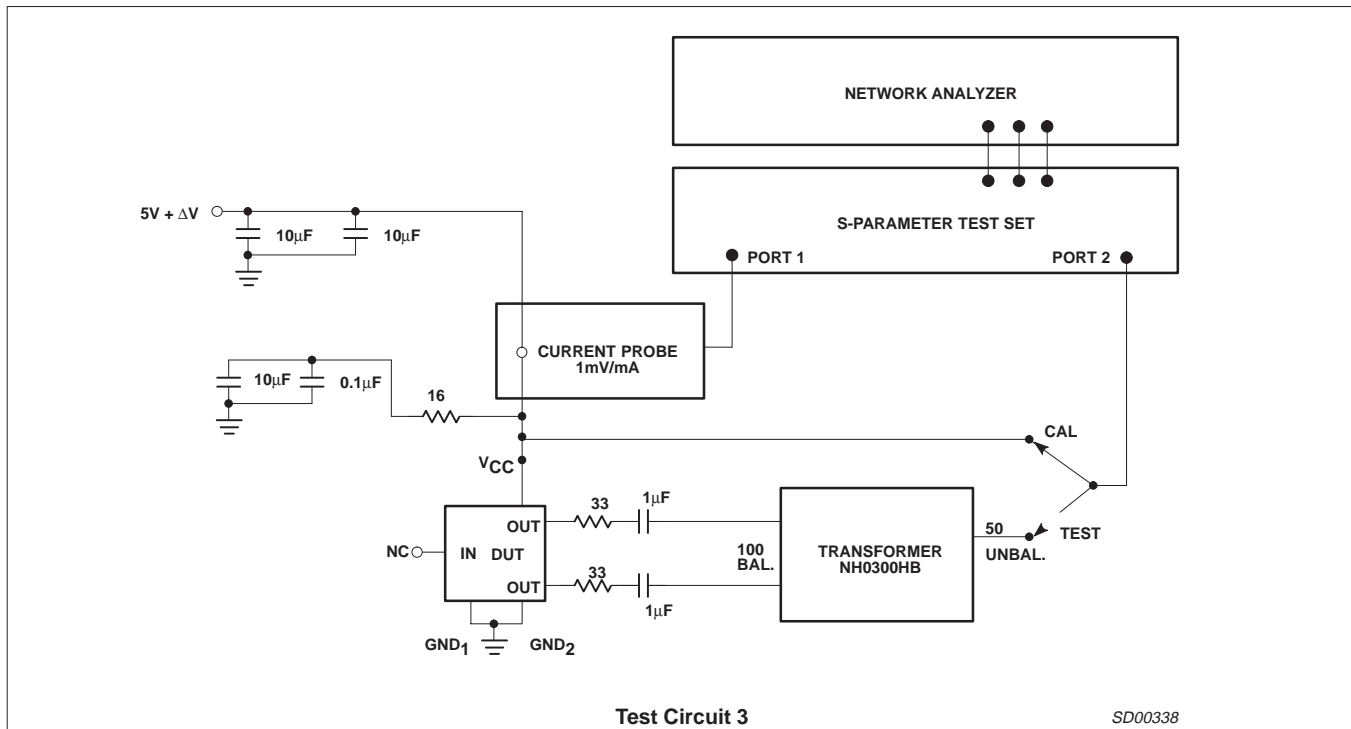 NETWORK ANALYZER
S-PARAMETER TEST SET
5V + ΔV
10μF
10μF
PORT 1
PORT 2
CURRENT PROBE
1mV/mA
10μF
0.1μF
16
CAL
VCC
33
1μF
OUT
NC
IN
DUT
100
BAL.
TRANSFORMER
NH0300HB
50
UNBAL.
TEST
OUT
33
1μF
GND1
GND2
Test Circuit 3
SD00338